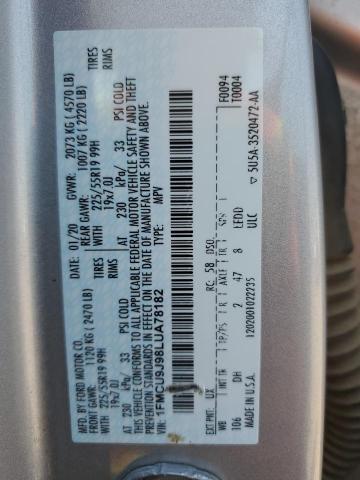 MFD. BY FORD MOTOR CO.
01/20 GVWR: 2073 KG ( 4570 LB)
FRONT GAWR: 1120 KG ( 2470 LB) REAR GAWR: 1007 KG ( 2220 LB)
WITH 225/55R19 99H TIRES WITH 225/55R19 99H TIRES
19x7.0J RIMS 19x7.0J RIMS
AT 230 kPa/ 33 PSI COLD AT 230 kPa/ 33 PSI COLD
THIS VEHICLE CONFORMS TO ALL APPLICABLE FEDERAL MOTOR VEHICLE SAFETY AND
THEFT PREVENTION STANDARDS IN EFFECT ON THE DATE OF MANUFACTURE SHOWN ABOVE.
VIN: 1FMCU9J98LUA78182
TYPE: MPV
F0094
T0004
EXT PNT: UX RC: 58 DSO:
WB INT TR TP/PS R AXLE TR SPR
106 DH 2 47 8 LEDD
MADE IN U.S.A. 1202001022235 ULC
5U5A-3520472-AA